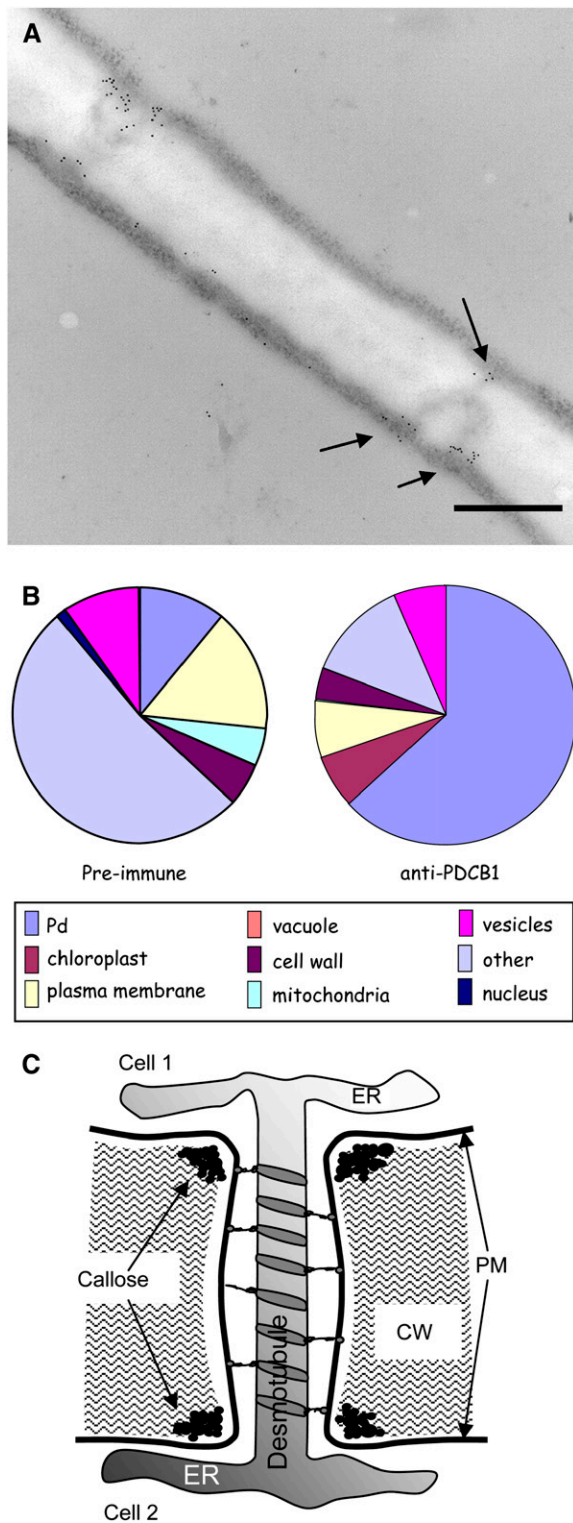 A
B
Pre-immune
anti-PDCB1
Pd
vacuole
vesicles
chloroplast
cell wall
other
plasma membrane
mitochondria
nucleus
C
Cell 1
ER
Callose
Desmotubule
CW
PM
ER
Cell 2